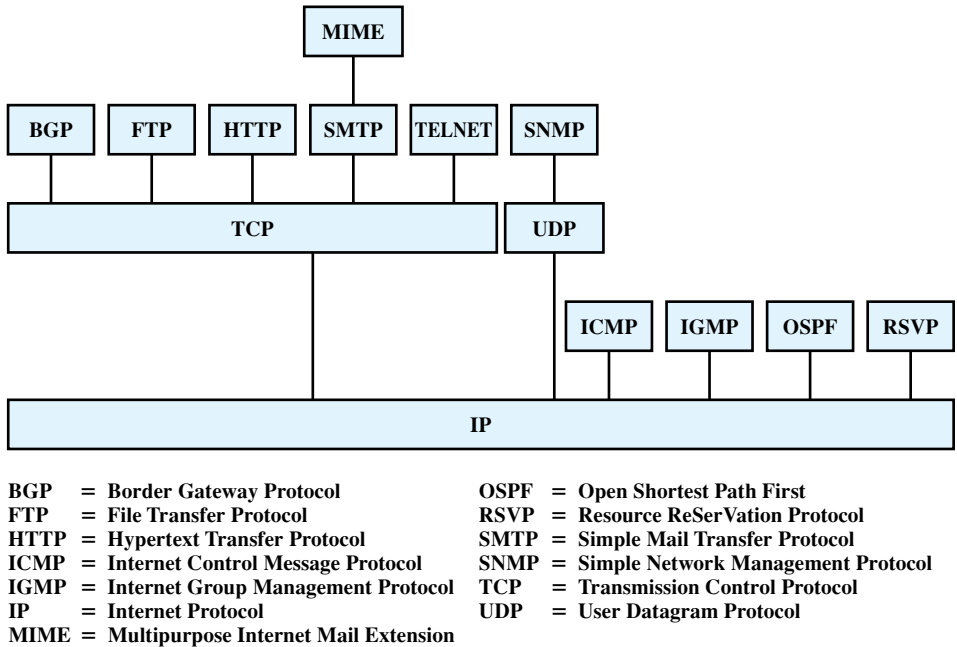 MIME
BGP FTP HTTP SMTP TELNET SNMP
TCP UDP
ICMP IGMP OSPF RSVP
IP
BGP = Border Gateway Protocol
FTP = File Transfer Protocol
HTTP = Hypertext Transfer Protocol
ICMP = Internet Control Message Protocol
IGMP = Internet Group Management Protocol
IP = Internet Protocol
MIME = Multipurpose Internet Mail Extension
OSPF = Open Shortest Path First
RSVP = Resource ReSerVation Protocol
SMTP = Simple Mail Transfer Protocol
SNMP = Simple Network Management Protocol
TCP = Transmission Control Protocol
UDP = User Datagram Protocol